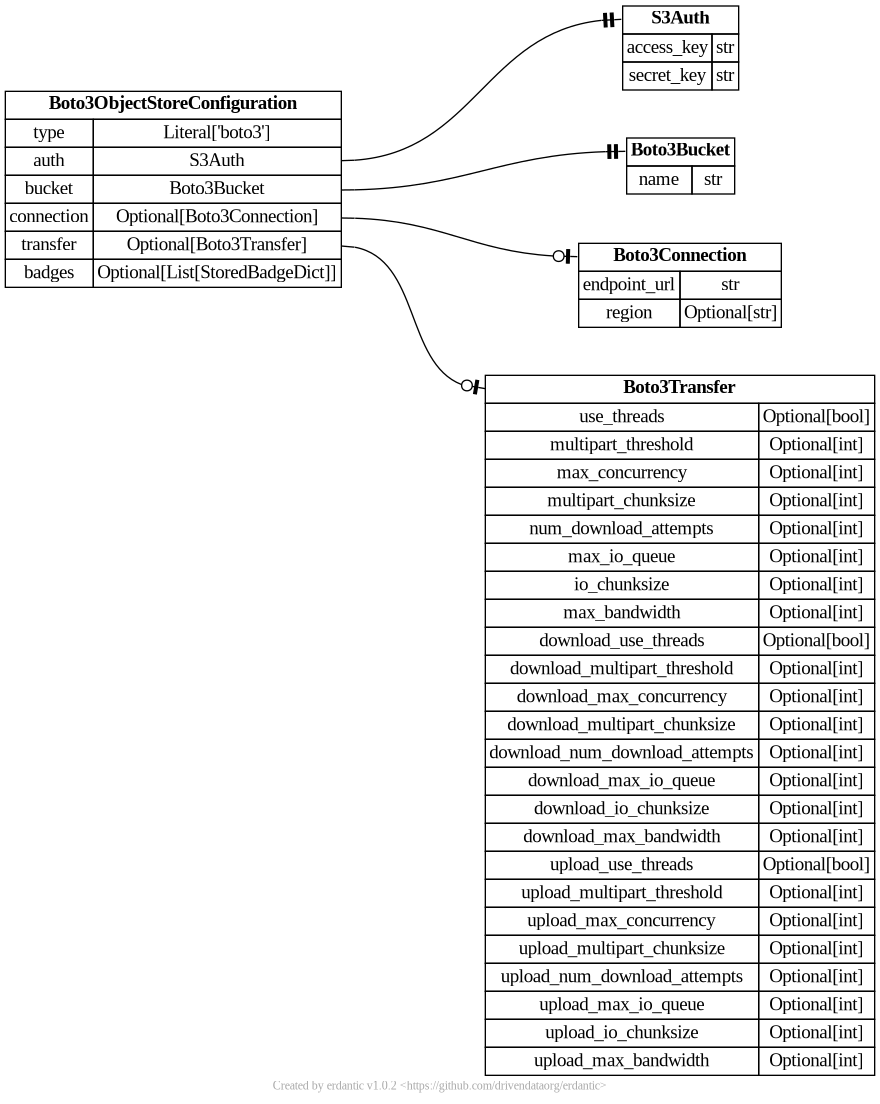 S3Auth
access_key str
secret_key str
Boto3ObjectStoreConfiguration
type Literal['boto3']
auth S3Auth
bucket Boto3Bucket
connection Optional[Boto3Connection]
transfer Optional[Boto3Transfer]
badges Optional[List[StoredBadgeDict]]
Boto3Bucket
name str
Boto3Connection
endpoint_url str
region Optional[str]
Boto3Transfer
use_threads Optional[bool]
multipart_threshold Optional[int]
max_concurrency Optional[int]
multipart_chunksize Optional[int]
num_download_attempts Optional[int]
max_io_queue Optional[int]
io_chunksize Optional[int]
max_bandwidth Optional[int]
download_use_threads Optional[bool]
download_multipart_threshold Optional[int]
download_max_concurrency Optional[int]
download_multipart_chunksize Optional[int]
download_num_download_attempts Optional[int]
download_max_io_queue Optional[int]
download_io_chunksize Optional[int]
download_max_bandwidth Optional[int]
upload_use_threads Optional[bool]
upload_multipart_threshold Optional[int]
upload_max_concurrency Optional[int]
upload_multipart_chunksize Optional[int]
upload_num_download_attempts Optional[int]
upload_max_io_queue Optional[int]
upload_io_chunksize Optional[int]
upload_max_bandwidth Optional[int]
Created by erdantic v1.0.2 <https://github.com/drivendataorg/erdantic>